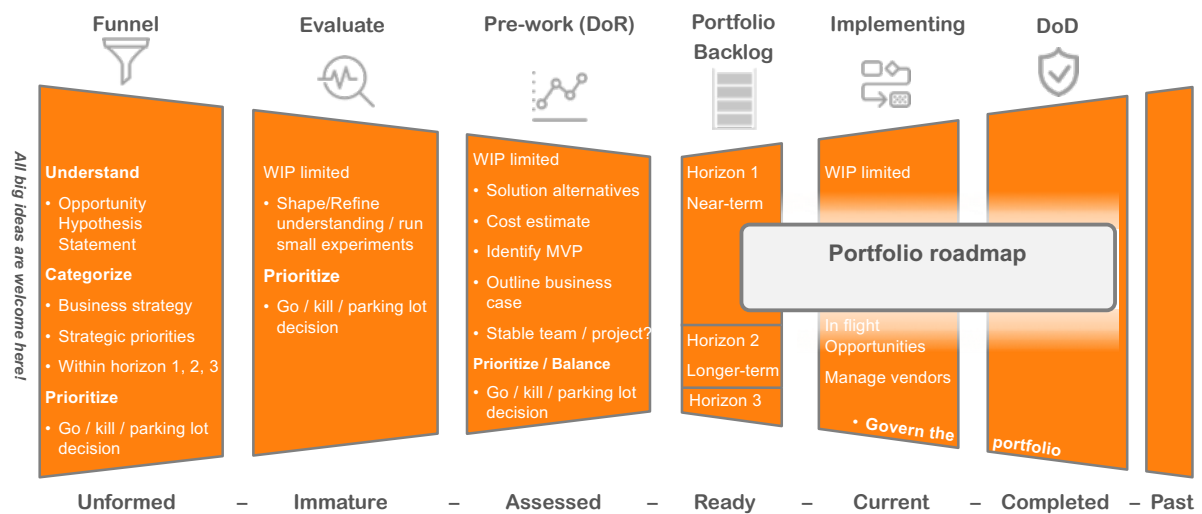 Funnel
Evaluate
Pre-work (DoR)
Portfolio
Backlog
Implementing
DoD
All big ideas are welcome here!
Understand
• Opportunity
Hypothesis
Statement
Categorize
• Business strategy
• Strategic priorities
• Within horizon 1, 2, 3
Prioritize
• Go / kill / parking lot
decision
WIP limited
• Shape/Refine
understanding / run
small experiments
Prioritize
• Go / kill / parking lot
decision
WIP limited
• Solution alternatives
• Cost estimate
• Identify MVP
• Outline business
case
• Stable team / project?
Prioritize / Balance
• Go / kill / parking lot
decision
Horizon 1
Near-term
Horizon 2
Longer-term
Horizon 3
WIP limited
Portfolio roadmap
In flight
Opportunities
Manage vendors
• Govern the portfolio
Unformed – Immature – Assessed – Ready – Current – Completed – Past